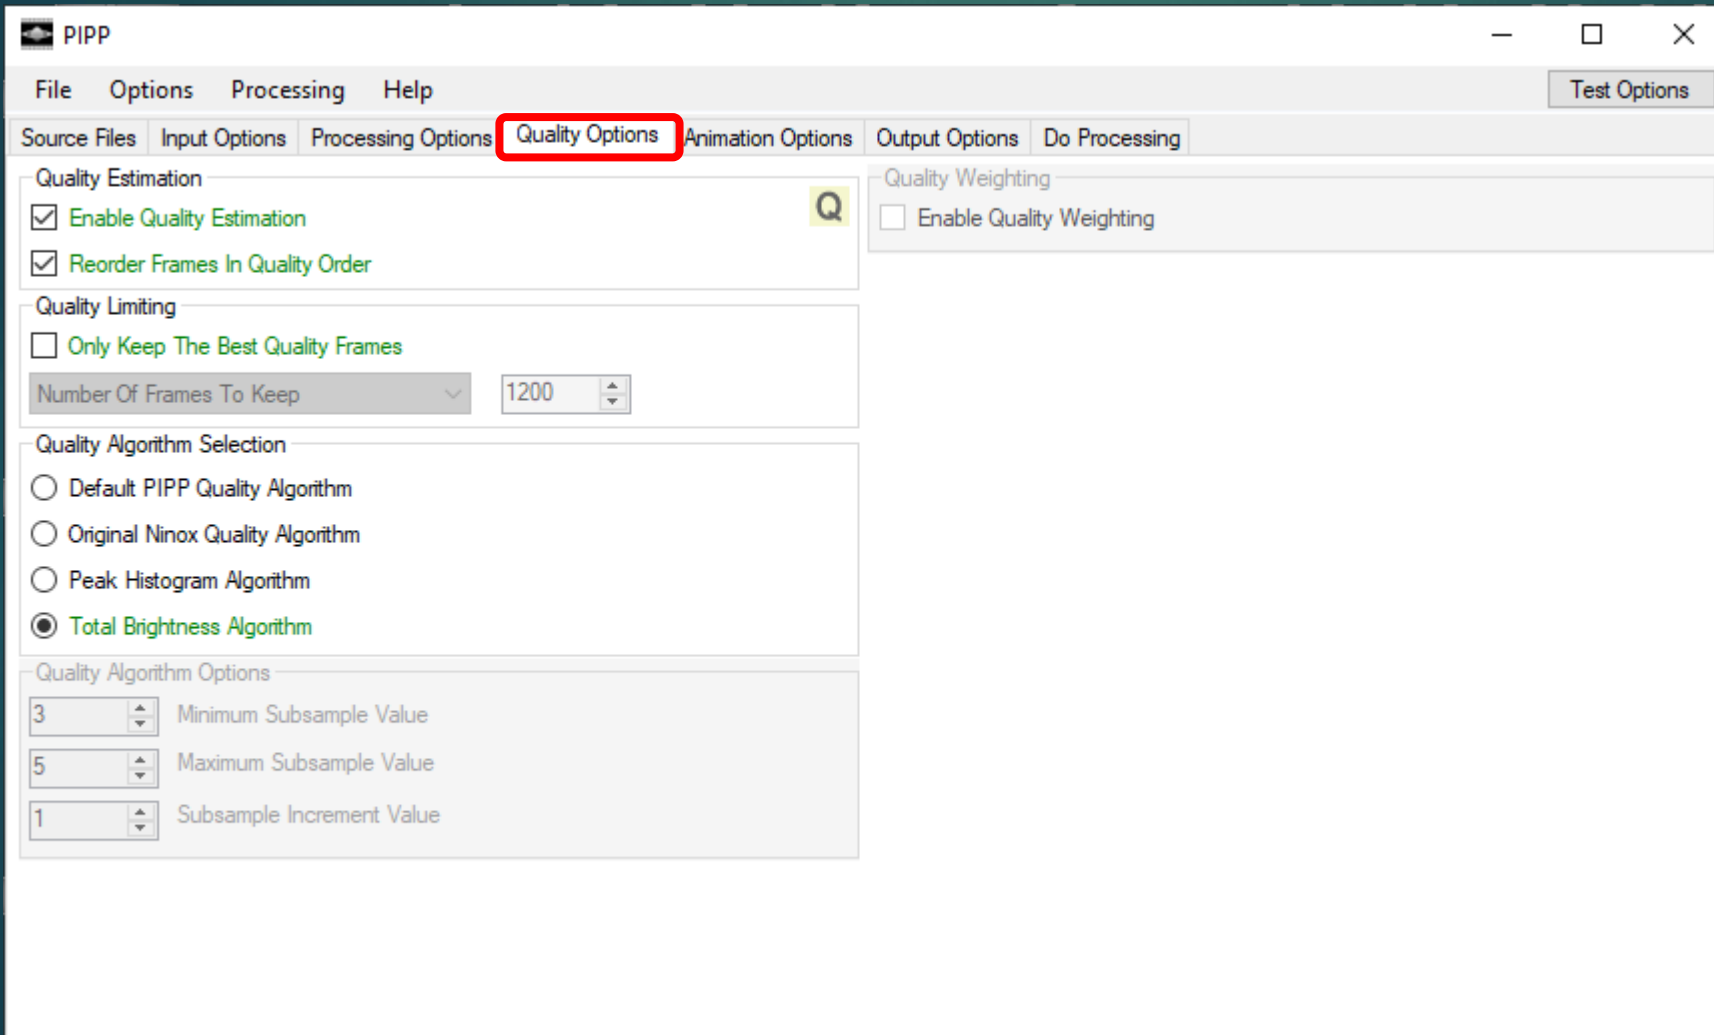 PIPP
File Options Processing Help Test Options
Source Files Input Options Processing Options Quality Options Animation Options Output Options Do Processing
Quality Estimation
Enable Quality Estimation
Q
Reorder Frames In Quality Order
Quality Weighting
Enable Quality Weighting
Quality Limiting
Only Keep The Best Quality Frames
Number Of Frames To Keep 1200
Quality Algorithm Selection
Default PIPP Quality Algorithm
Original Ninox Quality Algorithm
Peak Histogram Algorithm
Total Brightness Algorithm
Quality Algorithm Options
3 Minimum Subsample Value
5 Maximum Subsample Value
1 Subsample Increment Value